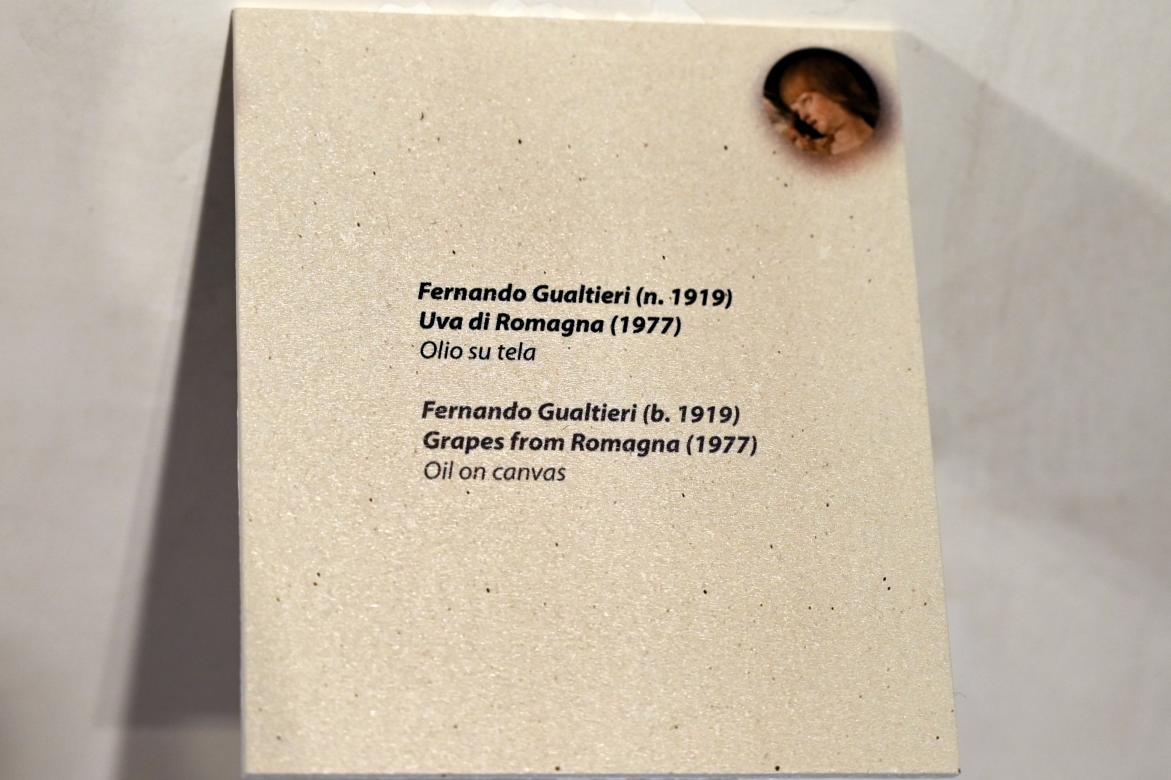 Fernando Gualtieri (n. 1919)
Uva di Romagna (1977)
Olio su tela
Fernando Gualtieri (b. 1919)
Grapes from Romagna (1977)
Oil on canvas